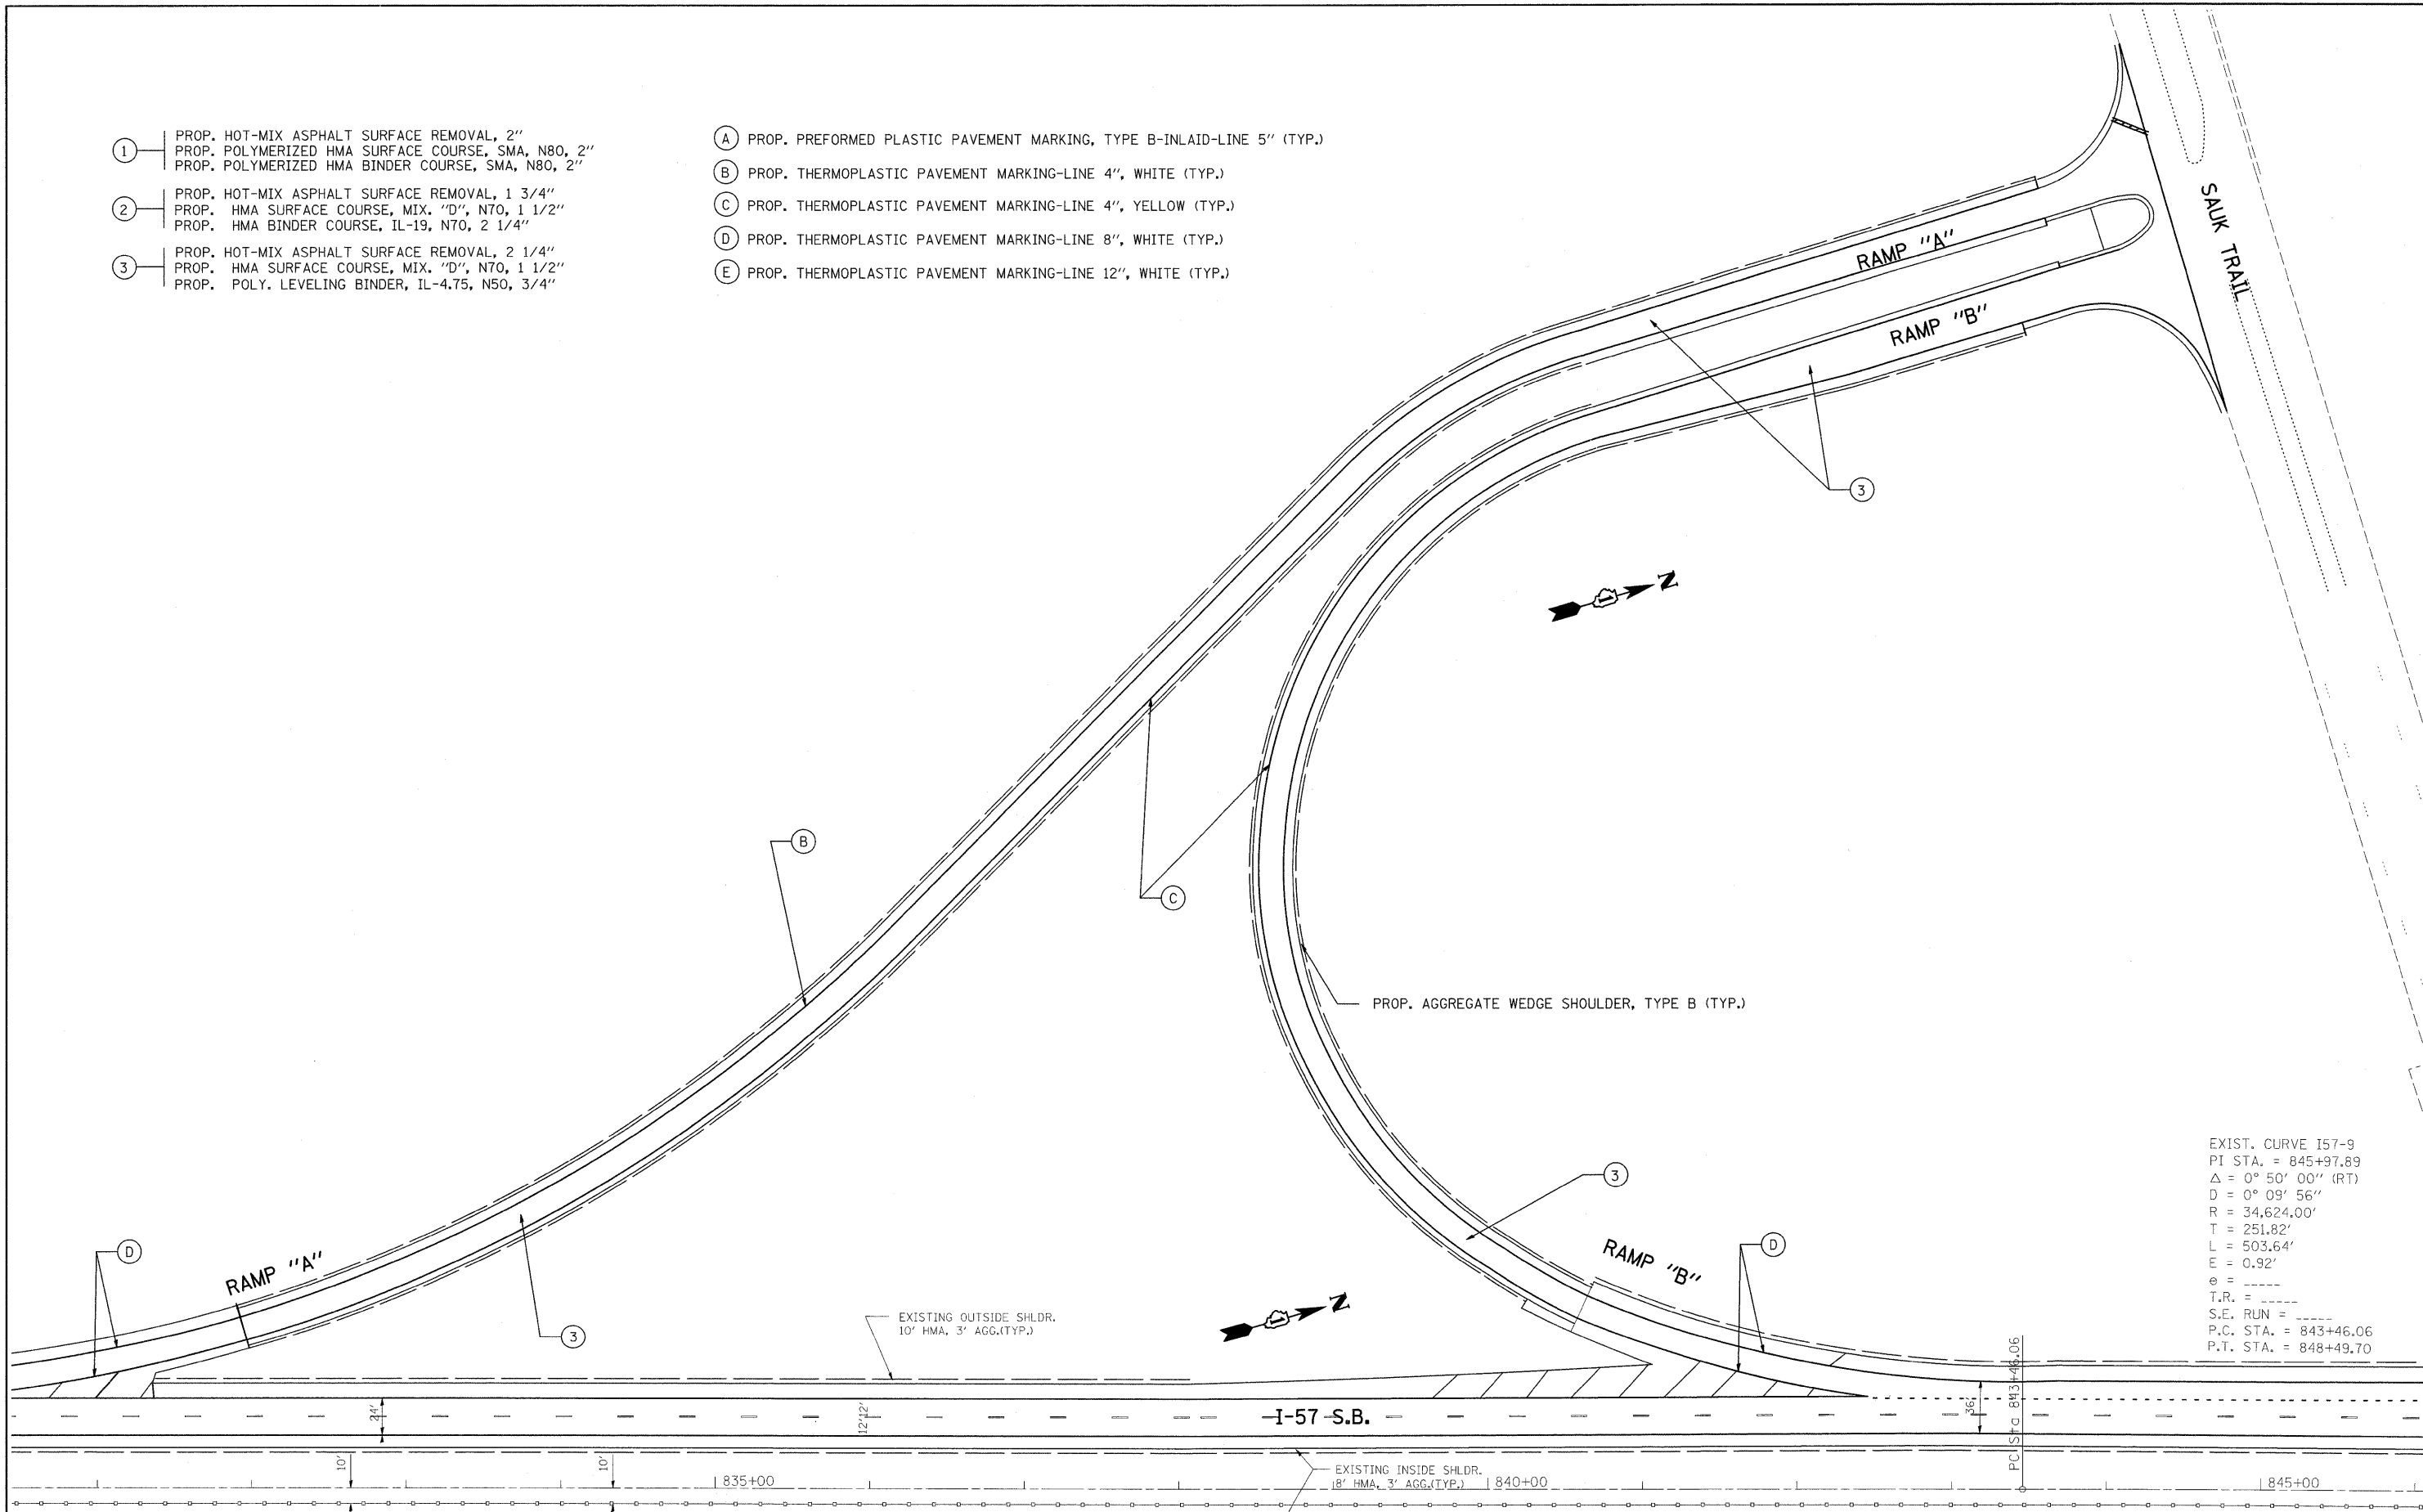 1
PROP. HOT-MIX ASPHALT SURFACE REMOVAL, 2"
PROP. POLYMERIZED HMA SURFACE COURSE, SMA, N80, 2"
PROP. POLYMERIZED HMA BINDER COURSE, SMA, N80, 2"
2
PROP. HOT-MIX ASPHALT SURFACE REMOVAL, 1 3/4"
PROP. HMA SURFACE COURSE, MIX. "D", N70, 1 1/2"
PROP. HMA BINDER COURSE, IL-19, N70, 2 1/4"
3
PROP. HOT-MIX ASPHALT SURFACE REMOVAL, 2 1/4"
PROP. HMA SURFACE COURSE, MIX. "D", N70, 1 1/2"
PROP. POLY. LEVELING BINDER, IL-4.75, N50, 3/4"
A PROP. PREFORMED PLASTIC PAVEMENT MARKING, TYPE B-INLAID-LINE 5" (TYP.)
B PROP. THERMOPLASTIC PAVEMENT MARKING-LINE 4", WHITE (TYP.)
C PROP. THERMOPLASTIC PAVEMENT MARKING-LINE 4", YELLOW (TYP.)
D PROP. THERMOPLASTIC PAVEMENT MARKING-LINE 8", WHITE (TYP.)
E PROP. THERMOPLASTIC PAVEMENT MARKING-LINE 12", WHITE (TYP.)
SAUK TRAIL
RAMP "A"
RAMP "B"
3
N
B
C
PROP. AGGREGATE WEDGE SHOULDER, TYPE B (TYP.)
3
D
RAMP "A"
3
RAMP "B"
D
EXISTING OUTSIDE SHLDR.
10' HMA, 3' AGG.(TYP.)
N
EXIST. CURVE I57-9
PI STA. = 845+97.89
Δ = 0° 50' 00" (RT)
D = 0° 09' 56"
R = 34,624.00'
T = 251.82'
L = 503.64'
E = 0.92'
e = -----
T.R. = -----
S.E. RUN = -----
P.C. STA. = 843+46.06
P.T. STA. = 848+49.70
24'
12'12'
I-57 S.B.
36'
PC Sta 843+46.06
10'
10'
835+00
EXISTING INSIDE SHLDR.
8' HMA, 3' AGG.(TYP.)
840+00
845+00